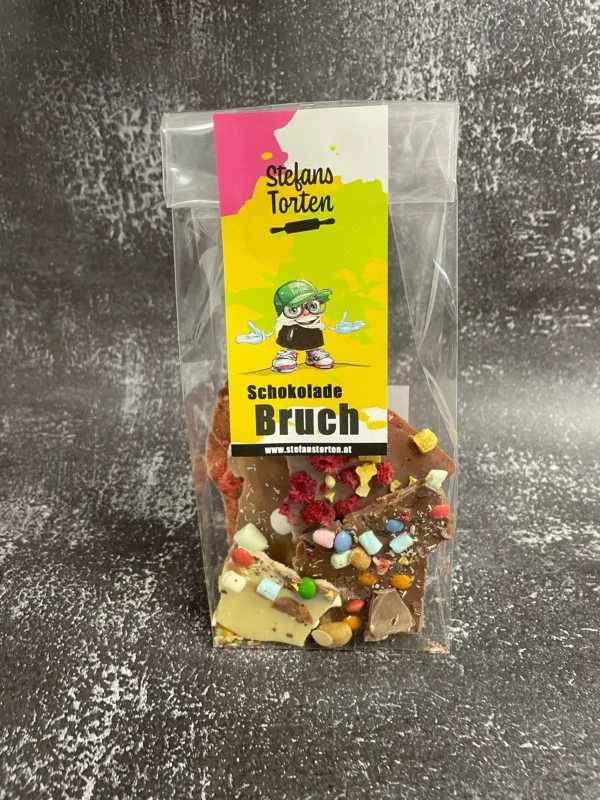 Stefans
Torten
Schokolade
Bruch
www.stefanstorten.at